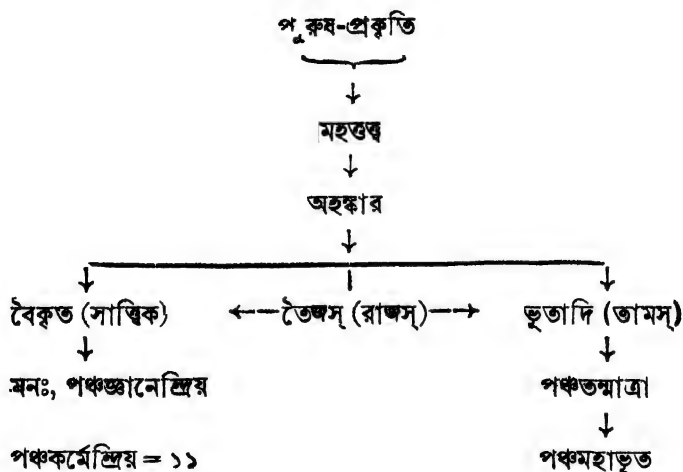 পুরুষ-প্রকৃতি
↓
মহত্তত্ত্ব
↓
অহঙ্কার
↓
বৈকৃত (সাত্ত্বিক) ←--তৈজস্ (রাজস্)--→ ভূতাদি (তামস্)
মনঃ, পঞ্চজ্ঞানেন্দ্রিয় পঞ্চতন্মাত্রা
পঞ্চকর্মেন্দ্রিয় = ১১ পঞ্চমহাভূত